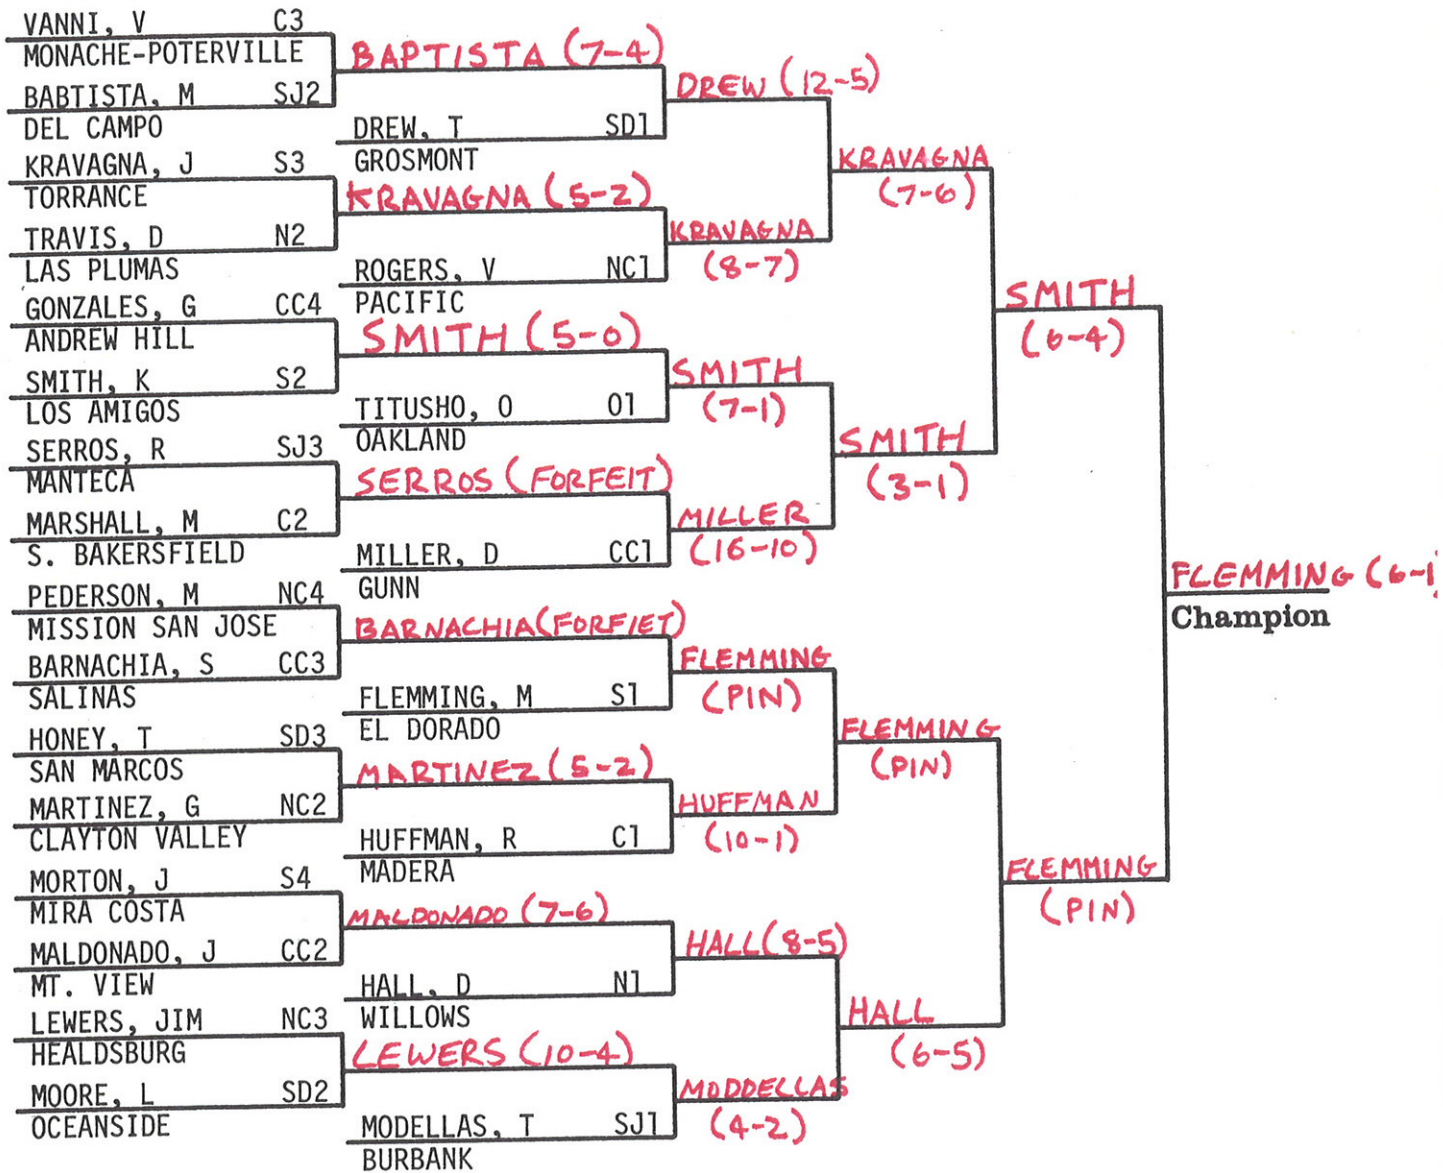 VANNI, V C3
MONACHE-POTERVILLE
BAPTISTA (7-4)
BABTISTA, M SJ2
DEL CAMPO
DREW (12-5)
DREW, T SD1
GROSMONT
KRAVAGNA, J S3
TORRANCE
KRAVAGNA (7-6)
KRAVAGNA (5-2)
TRAVIS, D N2
LAS PLUMAS
KRAVAGNA
(8-7)
ROGERS, V NC1
PACIFIC
GONZALES, G CC4
ANDREW HILL
SMITH
(6-4)
SMITH (5-0)
SMITH, K S2
LOS AMIGOS
SMITH
(7-1)
TITUSHO, O O1
OAKLAND
SERROS, R SJ3
MANTECA
SMITH
(3-1)
SERROS (FORFEIT)
MARSHALL, M C2
S. BAKERSFIELD
MILLER
(16-10)
MILLER, D CC1
GUNN
FLEMMING (6-1
Champion
PEDERSON, M NC4
MISSION SAN JOSE
BARNACHIA (FORFIET)
BARNACHIA, S CC3
SALINAS
FLEMMING
(PIN)
FLEMMING, M S1
EL DORADO
HONEY, T SD3
SAN MARCOS
FLEMMING
(PIN)
MARTINEZ (5-2)
MARTINEZ, G NC2
CLAYTON VALLEY
HUFFMAN
(10-1)
HUFFMAN, R C1
MADERA
MORTON, J S4
MIRA COSTA
FLEMMING
(PIN)
MALDONADO (7-6)
MALDONADO, J CC2
MT. VIEW
HALL (8-5)
HALL, D N1
WILLOWS
LEWERS, JIM NC3
HEALDSBURG
HALL
(6-5)
LEWERS (10-4)
MOORE, L SD2
OCEANSIDE
MODDELLAS
(4-2)
MODELLAS, T SJ1
BURBANK